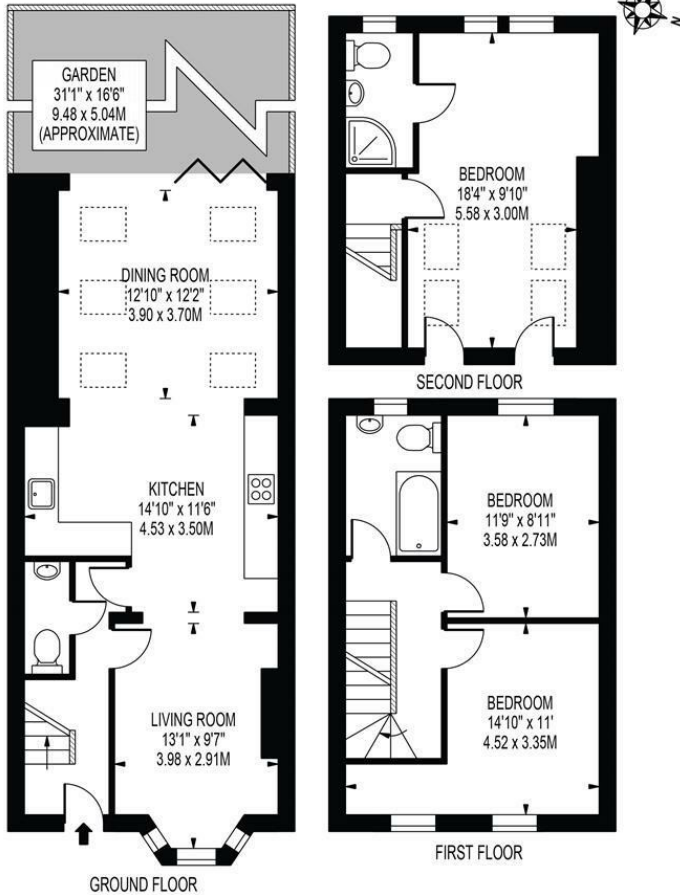 GARDEN
31'1" x 16'6"
9.48 x 5.04M
(APPROXIMATE)
DINING ROOM
12'10" x 12'2"
3.90 x 3.70M
KITCHEN
14'10" x 11'6"
4.53 x 3.50M
LIVING ROOM
13'1" x 9'7"
3.98 x 2.91M
GROUND FLOOR
N
BEDROOM
18'4" x 9'10"
5.58 x 3.00M
SECOND FLOOR
BEDROOM
11'9" x 8'11"
3.58 x 2.73M
BEDROOM
14'10" x 11'
4.52 x 3.35M
FIRST FLOOR